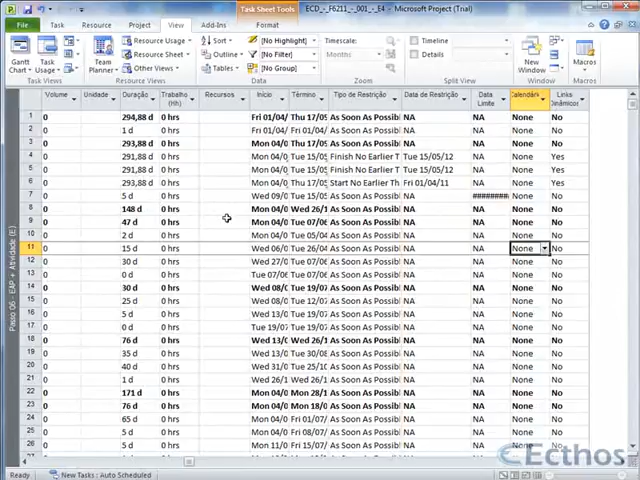 Task Sheet Tools
ECD_-_F6211_-_001_-_E4 - Microsoft Project (Trial)
File Task Resource Project View Add-Ins Format
Gantt Chart Task Usage Team Planner Resource Usage Resource Sheet Other Views Sort Outline Tables [No Highlight] [No Filter] [No Group] Timescale: Zoom Timeline Details New Window Macros
Task Views Resource Views Data Zoom Split View Window Macros
Volume Unidade Duração Trabalho (Hh) Recursos Início Término Tipo de Restrição Data de Restrição Data Limite Calendário Links Dinâmicos
1 0 294,88 d 0 hrs Fri 01/04/ Thu 17/05 As Soon As Possib NA NA None No
2 0 1 d 0 hrs Fri 01/04/ Mon 04/0 As Soon As Possibl NA NA None No
3 0 293,88 d 0 hrs Mon 04/0 Thu 17/05 As Soon As Possib NA NA None No
4 0 291,88 d 0 hrs Mon 04/0 Tue 15/05 Finish No Earlier T Tue 15/05/12 NA None Yes
5 0 291,88 d 0 hrs Mon 04/0 Tue 15/05 As Soon As Possibl NA NA None Yes
6 0 293,88 d 0 hrs Mon 04/0 Thu 17/05 Start No Earlier Th Fri 01/04/11 NA None Yes
7 0 5 d 0 hrs Wed 09/0 Tue 15/05 As Soon As Possibl NA ######## None No
8 0 148 d 0 hrs Mon 04/0 Wed 26/1 As Soon As Possib NA NA None No
9 0 47 d 0 hrs Mon 04/0 Tue 07/06 As Soon As Possib NA NA None No
10 0 2 d 0 hrs Mon 04/0 Tue 05/04 As Soon As Possibl NA NA None No
11 0 15 d 0 hrs Wed 06/0 Tue 26/04 As Soon As Possibl NA NA None No
12 0 30 d 0 hrs Wed 27/0 Tue 07/06 As Soon As Possibl NA NA None No
13 0 0 d 0 hrs Tue 07/06 Tue 07/06 As Soon As Possibl NA NA None No
14 0 30 d 0 hrs Wed 08/0 Tue 19/07 As Soon As Possib NA NA None No
15 0 25 d 0 hrs Wed 08/0 As Soon As Possibl NA NA None No
16 0 5 d 0 hrs Wed 13/0 Tue 19/07 As Soon As Possibl NA NA None No
17 0 0 d 0 hrs Tue 19/07 Tue 19/07 As Soon As Possibl NA NA None No
18 0 76 d 0 hrs Wed 13/0 Wed 26/1 As Soon As Possib NA NA None No
19 0 35 d 0 hrs Wed 13/0 As Soon As Possibl NA NA None No
20 0 40 d 0 hrs Wed 31/0 Tue 25/10 As Soon As Possibl NA NA None No
21 0 1 d 0 hrs Wed 26/1 Wed 26/1 As Soon As Possibl NA NA None No
22 0 171 d 0 hrs Mon 04/0 Mon 28/1 As Soon As Possib NA NA None No
23 0 76 d 0 hrs Mon 04/0 Mon 18/0 As Soon As Possib NA NA None No
24 0 65 d 0 hrs Mon 04/0 Fri 01/07/ As Soon As Possibl NA NA None No
25 0 5 d 0 hrs Mon 04/0 Fri 08/07/ As Soon As Possibl NA NA None No
26 0 5 d 0 hrs Mon 11/0 Fri 15/07/ As Soon As Possibl NA NA None
27
Passo 06 - EAP + Atividade (E)
Ecthos
Ready New Tasks : Auto Scheduled